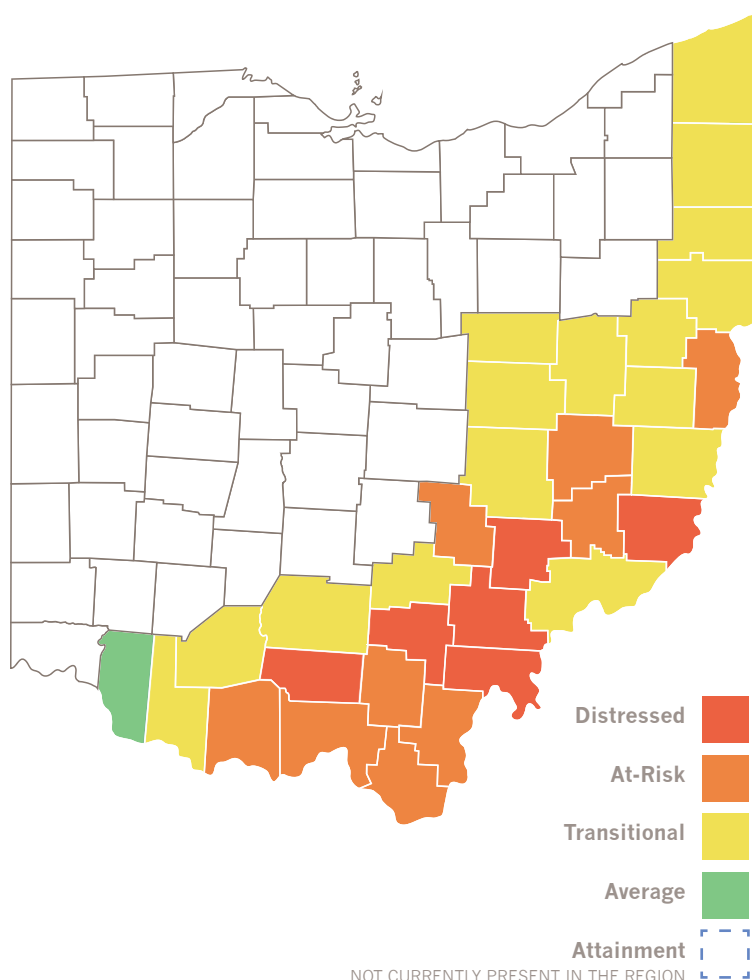 Distressed
At-Risk
Transitional
Average
Attainment
NOT CURRENTLY PRESENT IN THE REGION